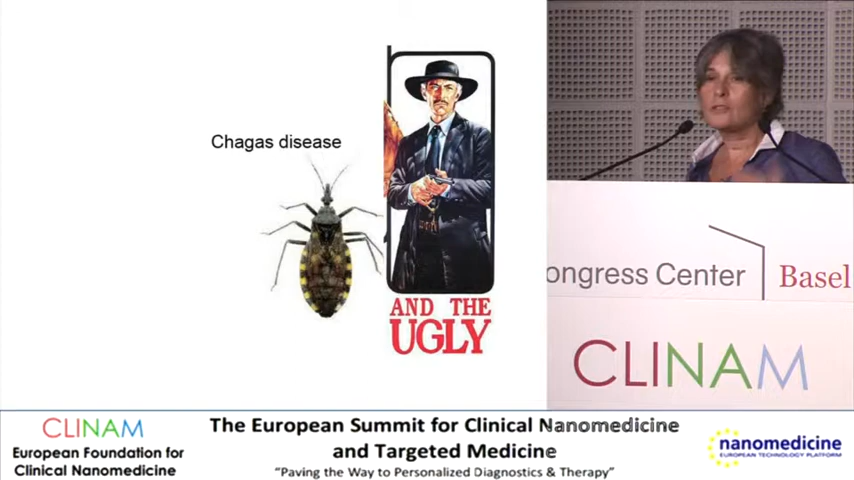 Chagas disease
AND THE
UGLY
ongress Center
Basel
CLINAM
CLINAM
European Foundation for
Clinical Nanomedicine
The European Summit for Clinical Nanomedicine
and Targeted Medicine
"Paving the Way to Personalized Diagnostics & Therapy"
nanomedicine
EUROPEAN TECHNOLOGY PLATFORM